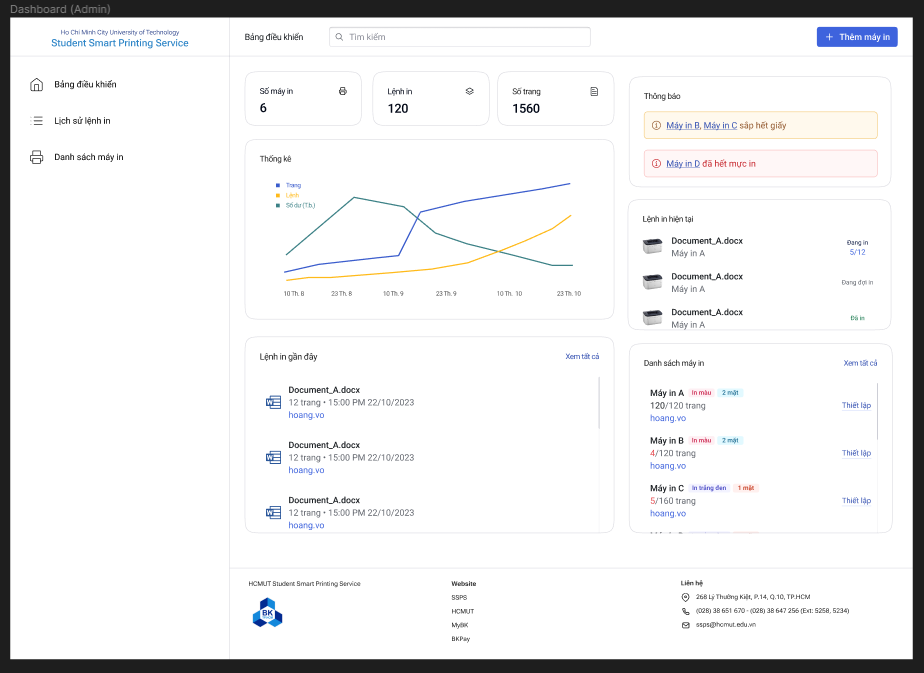 Dashboard (Admin)
Ho Chi Minh City University of Technology
Student Smart Printing Service
Bảng điều khiển
Tìm kiếm
+ Thêm máy in
Bảng điều khiển
Lịch sử lệnh in
Danh sách máy in
Số máy in
6
Lệnh in
120
Số trang
1560
Thống kê
Trang
Lệnh
Số dư (T.b.)
10 Th. 8
23 Th. 8
10 Th. 9
23 Th. 9
10 Th. 10
23 Th. 10
Thông báo
Máy in B, Máy in C sắp hết giấy
Máy in D đã hết mực in
Lệnh in hiện tại
Document_A.docx
Máy in A
Đang in
5/12
Document_A.docx
Máy in A
Đang đợi in
Document_A.docx
Máy in A
Đã in
Lệnh in gần đây
Xem tất cả
Document_A.docx
12 trang • 15:00 PM 22/10/2023
hoang.vo
Document_A.docx
12 trang • 15:00 PM 22/10/2023
hoang.vo
Document_A.docx
12 trang • 15:00 PM 22/10/2023
hoang.vo
Danh sách máy in
Xem tất cả
Máy in A In màu 2 mặt
120/120 trang
hoang.vo
Thiết lập
Máy in B In màu 2 mặt
4/120 trang
hoang.vo
Thiết lập
Máy in C In trắng đen 1 mặt
5/160 trang
hoang.vo
Thiết lập
HCMUT Student Smart Printing Service
BK
Website
SSPS
HCMUT
MyBK
BKPay
Liên hệ
268 Lý Thường Kiệt, P.14, Q.10, TP.HCM
(028) 38 651 670 - (028) 38 647 256 (Ext: 5258, 5234)
ssps@hcmut.edu.vn